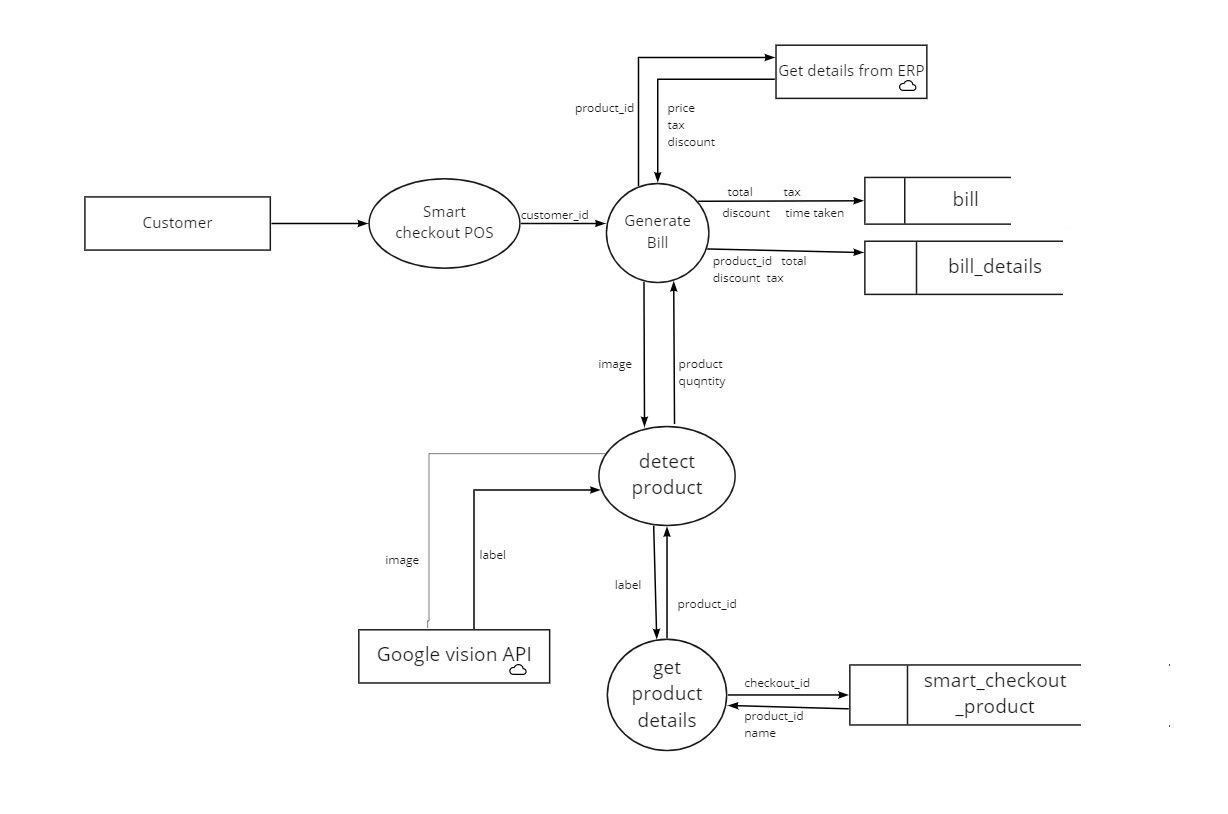 Get details from ERP
product_id
price
tax
discount
Customer
Smart
checkout POS
customer_id
Generate
Bill
total tax
discount time taken
bill
product_id total
discount tax
bill_details
image
product
quqntity
detect
product
image
label
label
product_id
Google vision API
get
product
details
checkout_id
product_id
name
smart_checkout
_product